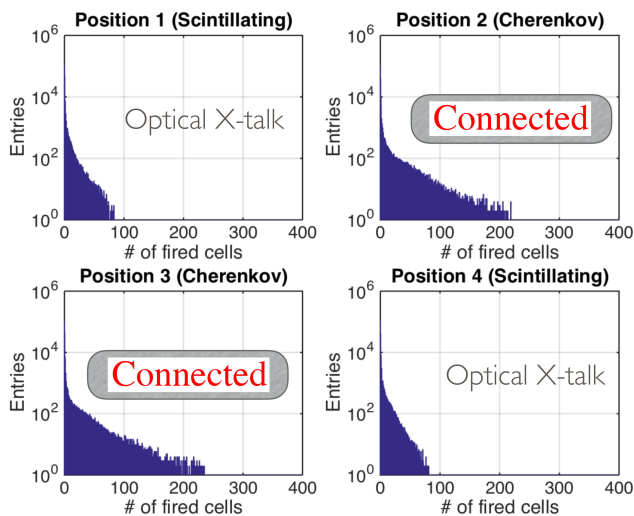 Position 1 (Scintillating)
Entries
10^6
10^4
10^2
10^0
Optical X-talk
0 100 200 300 400
# of fired cells
Position 2 (Cherenkov)
Entries
10^6
10^4
10^2
10^0
Connected
0 100 200 300 400
# of fired cells
Position 3 (Cherenkov)
Entries
10^6
10^4
10^2
10^0
Connected
0 100 200 300 400
# of fired cells
Position 4 (Scintillating)
Entries
10^6
10^4
10^2
10^0
Optical X-talk
0 100 200 300 400
# of fired cells